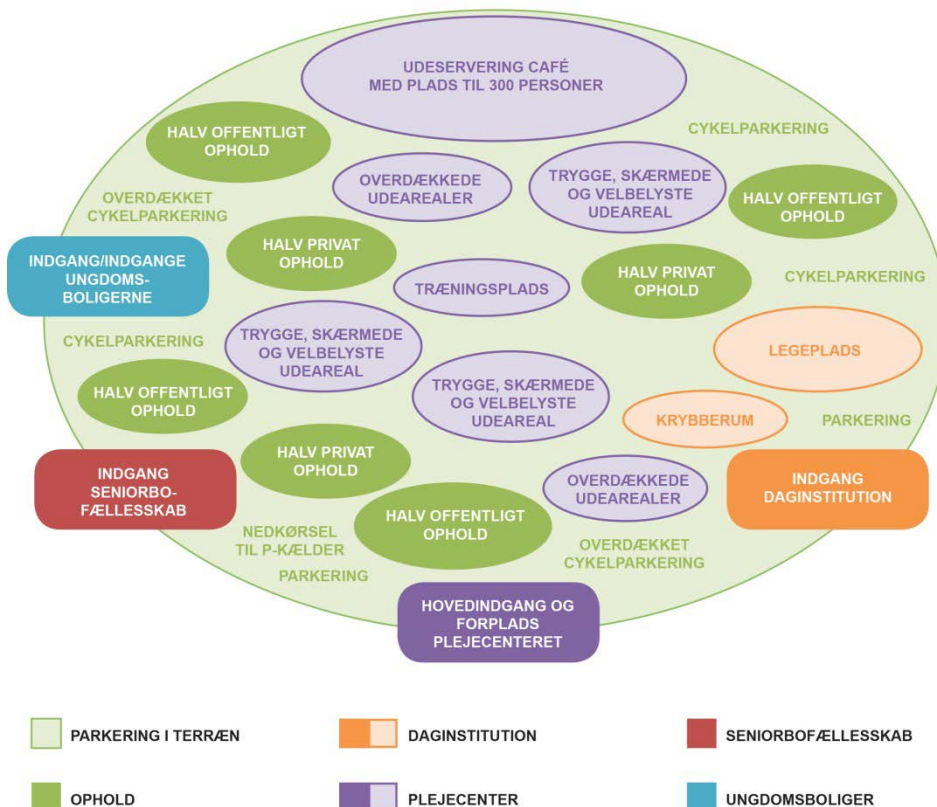 UDESERVERING CAFÉ
MED PLADS TIL 300 PERSONER
HALV OFFENTLIGT
OPHOLD
CYKELPARKERING
OVERDÆKKEDE
UDEAREALER
TRYGGE, SKÆRMEDE
OG VELBELYSTE
UDEAREAL
HALV OFFENTLIGT
OPHOLD
OVERDÆKKET
CYKELPARKERING
HALV PRIVAT
OPHOLD
INDGANG/INDGANGE
UNGDOMS-
BOLIGERNE
TRÆNINGSPLADS
HALV PRIVAT
OPHOLD
CYKELPARKERING
CYKELPARKERING
TRYGGE, SKÆRMEDE
OG VELBELYSTE
UDEAREAL
LEGEPLADS
HALV OFFENTLIGT
OPHOLD
TRYGGE, SKÆRMEDE
OG VELBELYSTE
UDEAREAL
KRYBBERUM
PARKERING
HALV PRIVAT
OPHOLD
INDGANG
SENIORBO-
FÆLLESSKAB
OVERDÆKKEDE
UDEAREALER
INDGANG
DAGINSTITUTION
HALV OFFENTLIGT
OPHOLD
NEDKØRSEL
TIL P-KÆLDER
PARKERING
OVERDÆKKET
CYKELPARKERING
HOVEDINDGANG OG
FORPLADS
PLEJECENTERET
PARKERING I TERRÆN
DAGINSTITUTION
SENIORBOFÆLLESSKAB
OPHOLD
PLEJECENTER
UNGDOMSBOLIGER